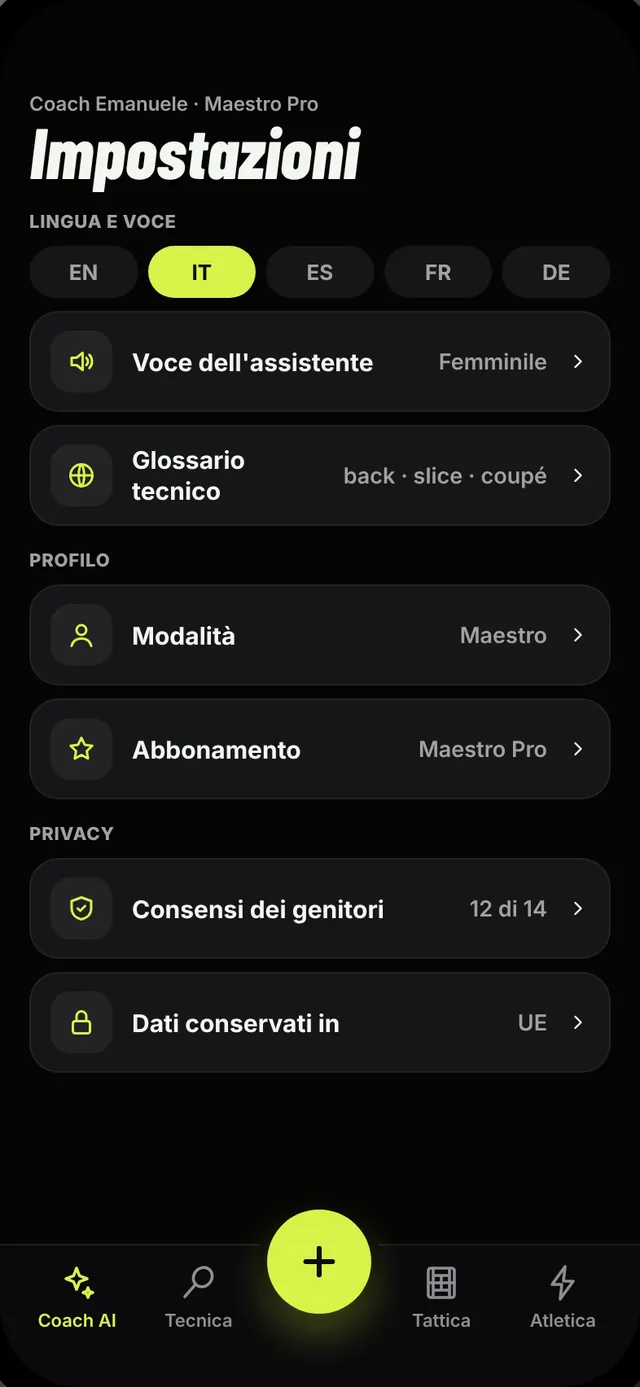 Coach Emanuele · Maestro Pro
Impostazioni
LINGUA E VOCE
EN IT ES FR DE
Voce dell'assistente Femminile
Glossario
tecnico
back · slice · coupé
PROFILO
Modalità Maestro
Abbonamento Maestro Pro
PRIVACY
Consensi dei genitori 12 di 14
Dati conservati in UE
Coach AI Tecnica Tattica Atletica